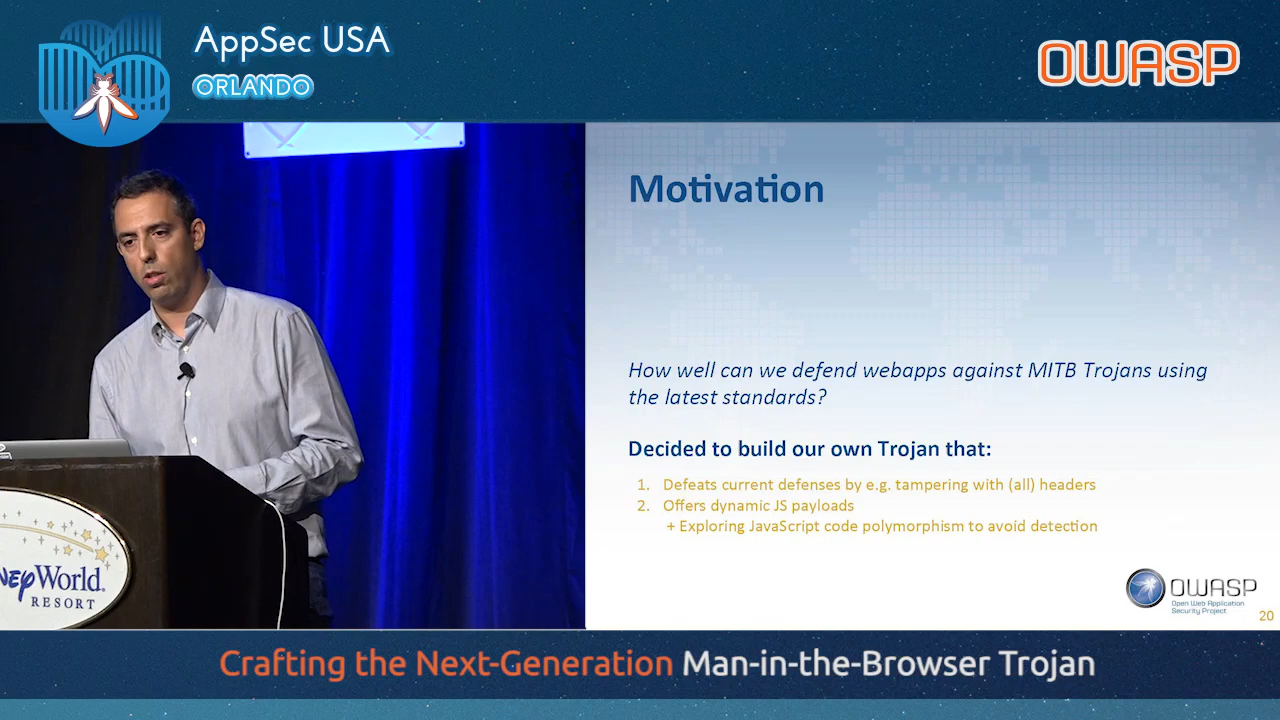 AppSec USA
ORLANDO
OWASP
Motivation
How well can we defend webapps against MITB Trojans using
the latest standards?
Decided to build our own Trojan that:
1. Defeats current defenses by e.g. tampering with (all) headers
2. Offers dynamic JS payloads
+ Exploring JavaScript code polymorphism to avoid detection
OWASP
Open Web Application
Security Project
20
World.
RESORT
Crafting the Next-Generation Man-in-the-Browser Trojan